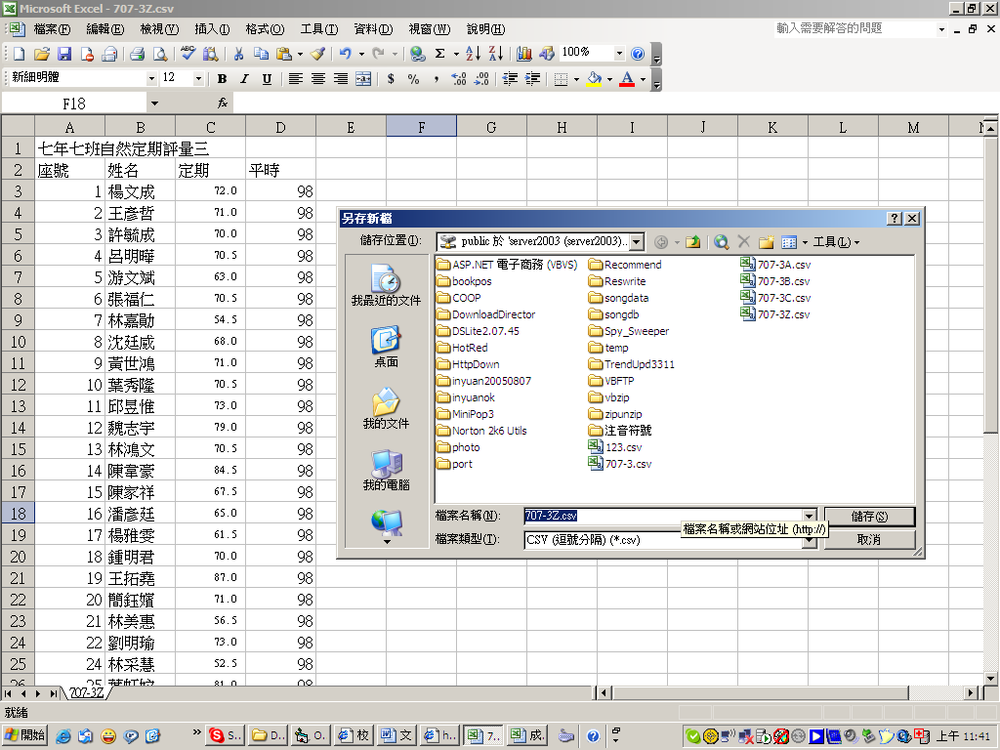 Microsoft Excel - 707-3Z.csv
檔案(F) 編輯(E) 檢視(V) 插入(I) 格式(O) 工具(T) 資料(D) 視窗(W) 說明(H) 輸入需要解答的問題
100%
新細明體 12 B I U $ %
F18 fx
A B C D E F G H I J K L M
1 七年七班自然定期評量三
2 座號 姓名 定期 平時
3 1 楊文成 72.0 98
4 2 王彥哲 71.0 98
5 3 許毓成 70.0 98
6 4 呂明曄 70.5 98
7 5 游文斌 63.0 98
8 6 張福仁 70.5 98
9 7 林嘉勛 54.5 98
10 8 沈廷威 68.0 98
11 9 黃世鴻 71.0 98
12 10 葉秀隆 70.5 98
13 11 邱昱惟 73.0 98
14 12 魏志宇 79.0 98
15 13 林鴻文 70.5 98
16 14 陳韋豪 84.5 98
17 15 陳家祥 67.5 98
18 16 潘彥廷 65.0 98
19 17 楊雅雯 61.5 98
20 18 鍾明君 70.0 98
21 19 王拓堯 87.0 98
22 20 簡鈺嬪 71.0 98
23 21 林美惠 56.5 98
24 22 劉明瑜 73.0 98
25 24 林采慧 52.5 98
26 25 81.0 98
另存新檔
儲存位置(I): public 於 'server2003 (server2003)... 工具(L)
我最近的文件
桌面
我的文件
我的電腦
ASP.NET 電子商務 (VBVS) Recommend 707-3A.csv
bookpos Reswrite 707-3B.csv
COOP songdata 707-3C.csv
DownloadDirector songdb 707-3Z.csv
DSLite2.07.45 Spy_Sweeper
HotRed temp
HttpDown TrendUpd3311
inyuan20050807 VBFTP
inyuanok vbzip
MiniPop3 zipunzip
Norton 2k6 Utils 注音符號
photo 123.csv
port 707-3.csv
檔案名稱(N): 707-3Z.csv 儲存(S)
檔案名稱或網站位址 (http://)
檔案類型(T): CSV (逗號分隔) (*.csv) 取消
707-3Z
就緒
開始 S.. D.. O. 校 文 h.. 7.. 成. 上午 11:41